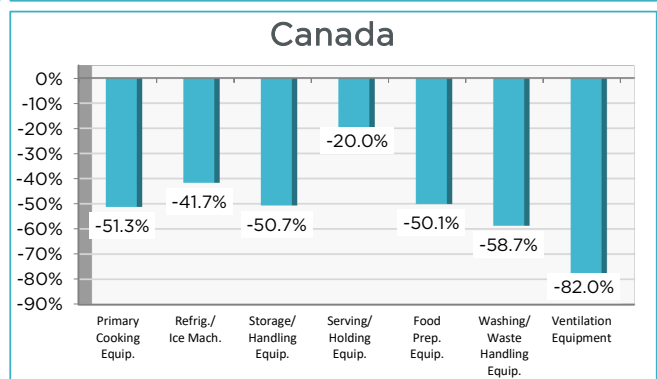 Canada
0%
-10%
-20%
-30%
-40%
-50%
-60%
-70%
-80%
-90%
-51.3%
-41.7%
-50.7%
-20.0%
-50.1%
-58.7%
-82.0%
Primary
Cooking
Equip.
Refrig./
Ice Mach.
Storage/
Handling
Equip.
Serving/
Holding Equip.
Food
Prep. Equip.
Washing/
Waste
Handling
Equip.
Ventilation
Equipment